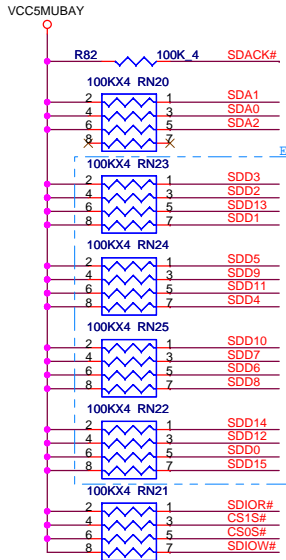 VCC5MUBAY
R82 100K_4 SDACK#
100KX4 RN20
2 1 SDA1
4 3 SDA0
6 5 SDA2
8 7
E
100KX4 RN23
2 1 SDD3
4 3 SDD2
6 5 SDD13
8 7 SDD1
100KX4 RN24
2 1 SDD5
4 3 SDD9
6 5 SDD11
8 7 SDD4
100KX4 RN25
2 1 SDD10
4 3 SDD7
6 5 SDD6
8 7 SDD8
100KX4 RN22
2 1 SDD14
4 3 SDD12
6 5 SDD0
8 7 SDD15
100KX4 RN21
2 1 SDIOR#
4 3 CS1S#
6 5 CS0S#
8 7 SDIOW#